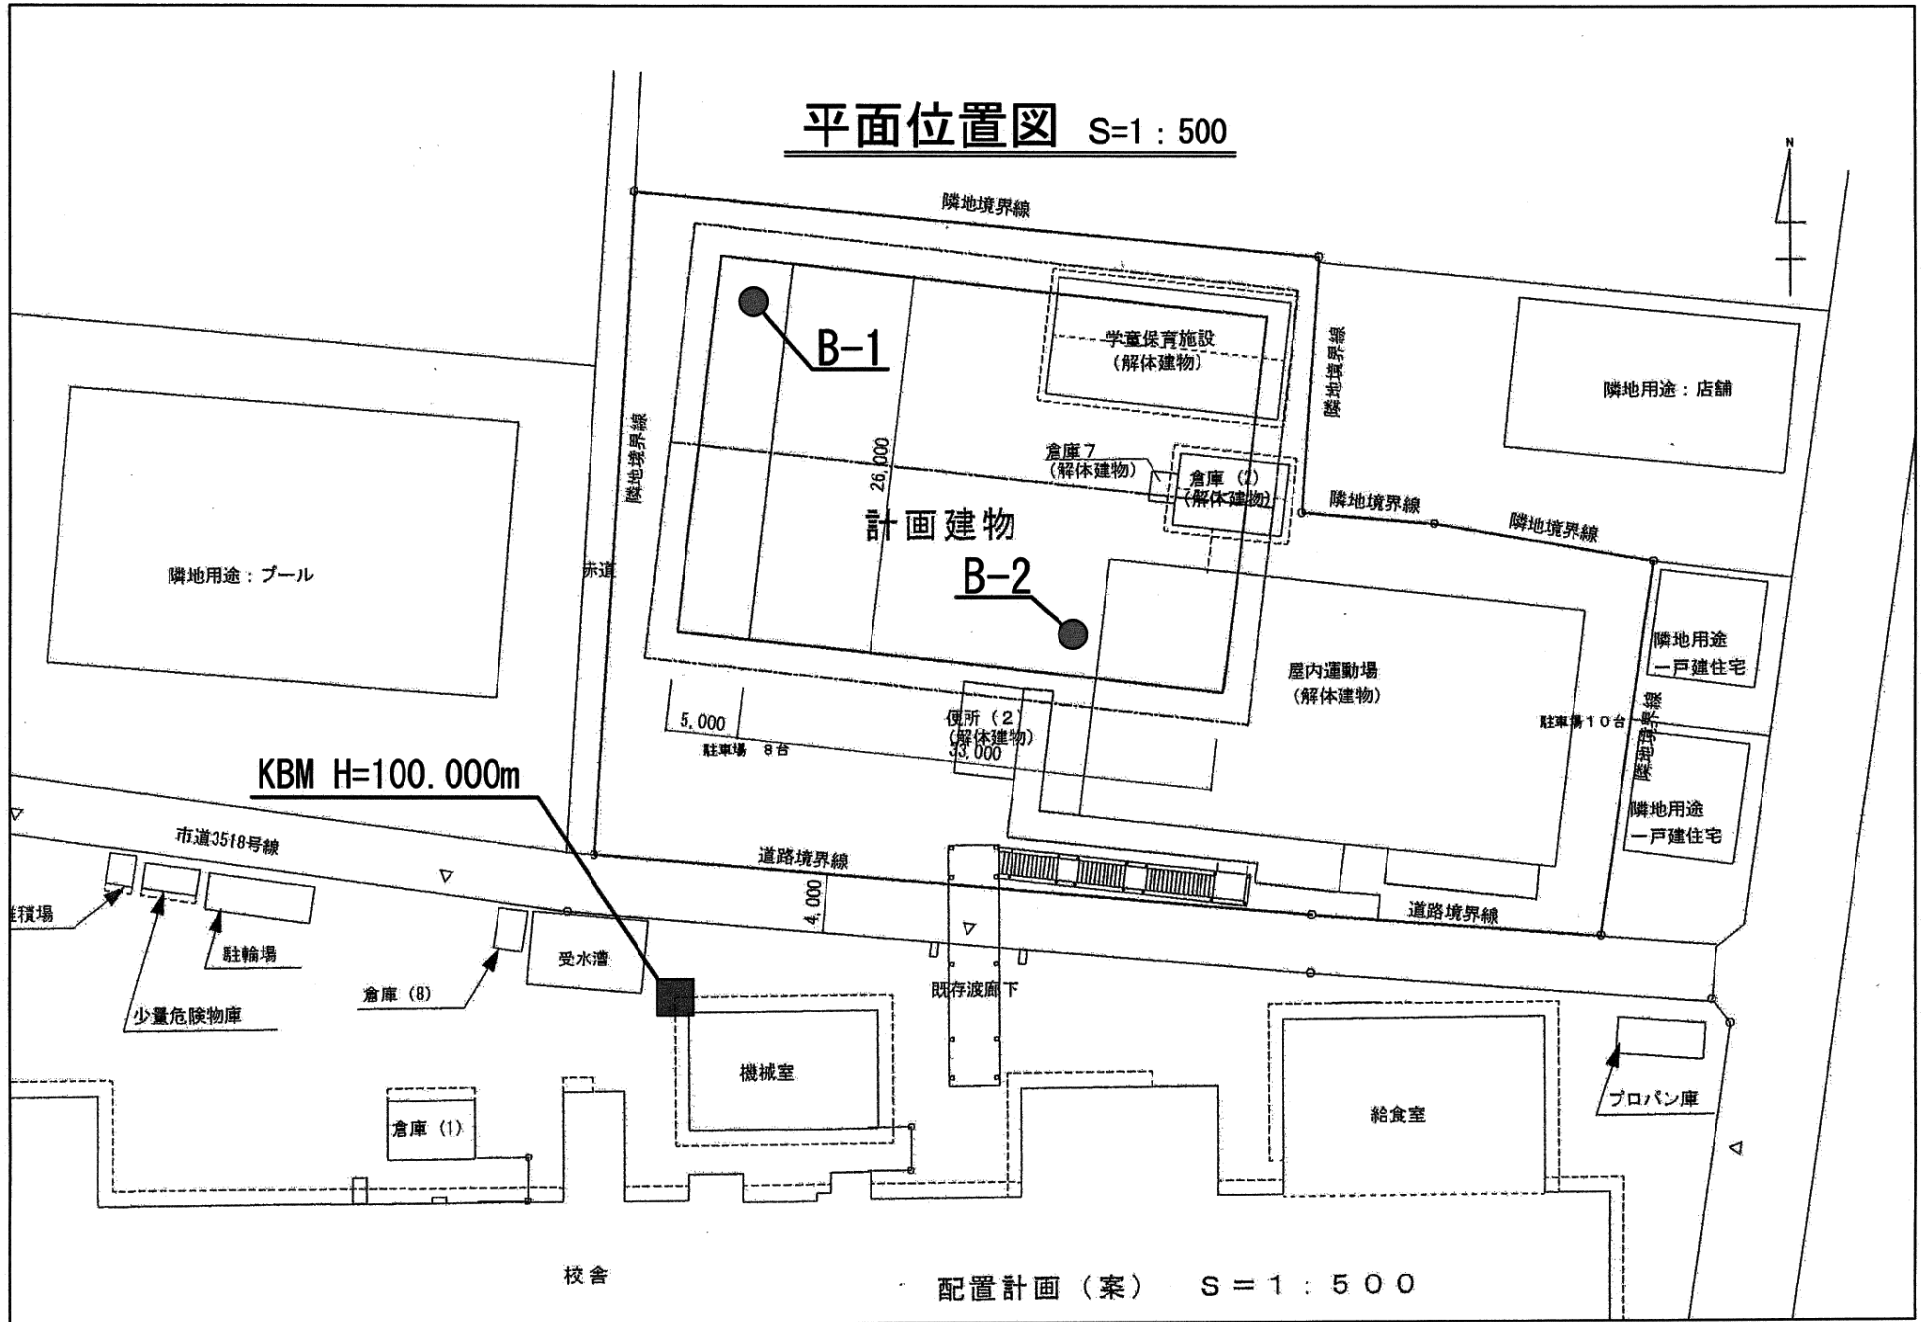 平面位置図 S=1：500
N
隣地境界線
B-1
学童保育施設
(解体建物)
隣地境界線
隣地用途：店舗
隣地境界線
26,000
倉庫７
(解体建物)
倉庫 (2)
(解体建物)
隣地境界線
隣地境界線
計画建物
B-2
隣地用途：プール
赤道
隣地用途
一戸建住宅
屋内運動場
(解体建物)
5,000
駐車場 ８台
便所（２）
(解体建物)
33,000
駐車場１０台
隣地境界線
KBM H=100.000m
隣地用途
一戸建住宅
市道3518号線
道路境界線
4,000
道路境界線
積場
駐輪場
受水漕
倉庫 (8)
少量危険物庫
既存渡廊下
機械室
倉庫 (1)
給食室
プロパン庫
校舎
配置計画（案） Ｓ＝１：５００